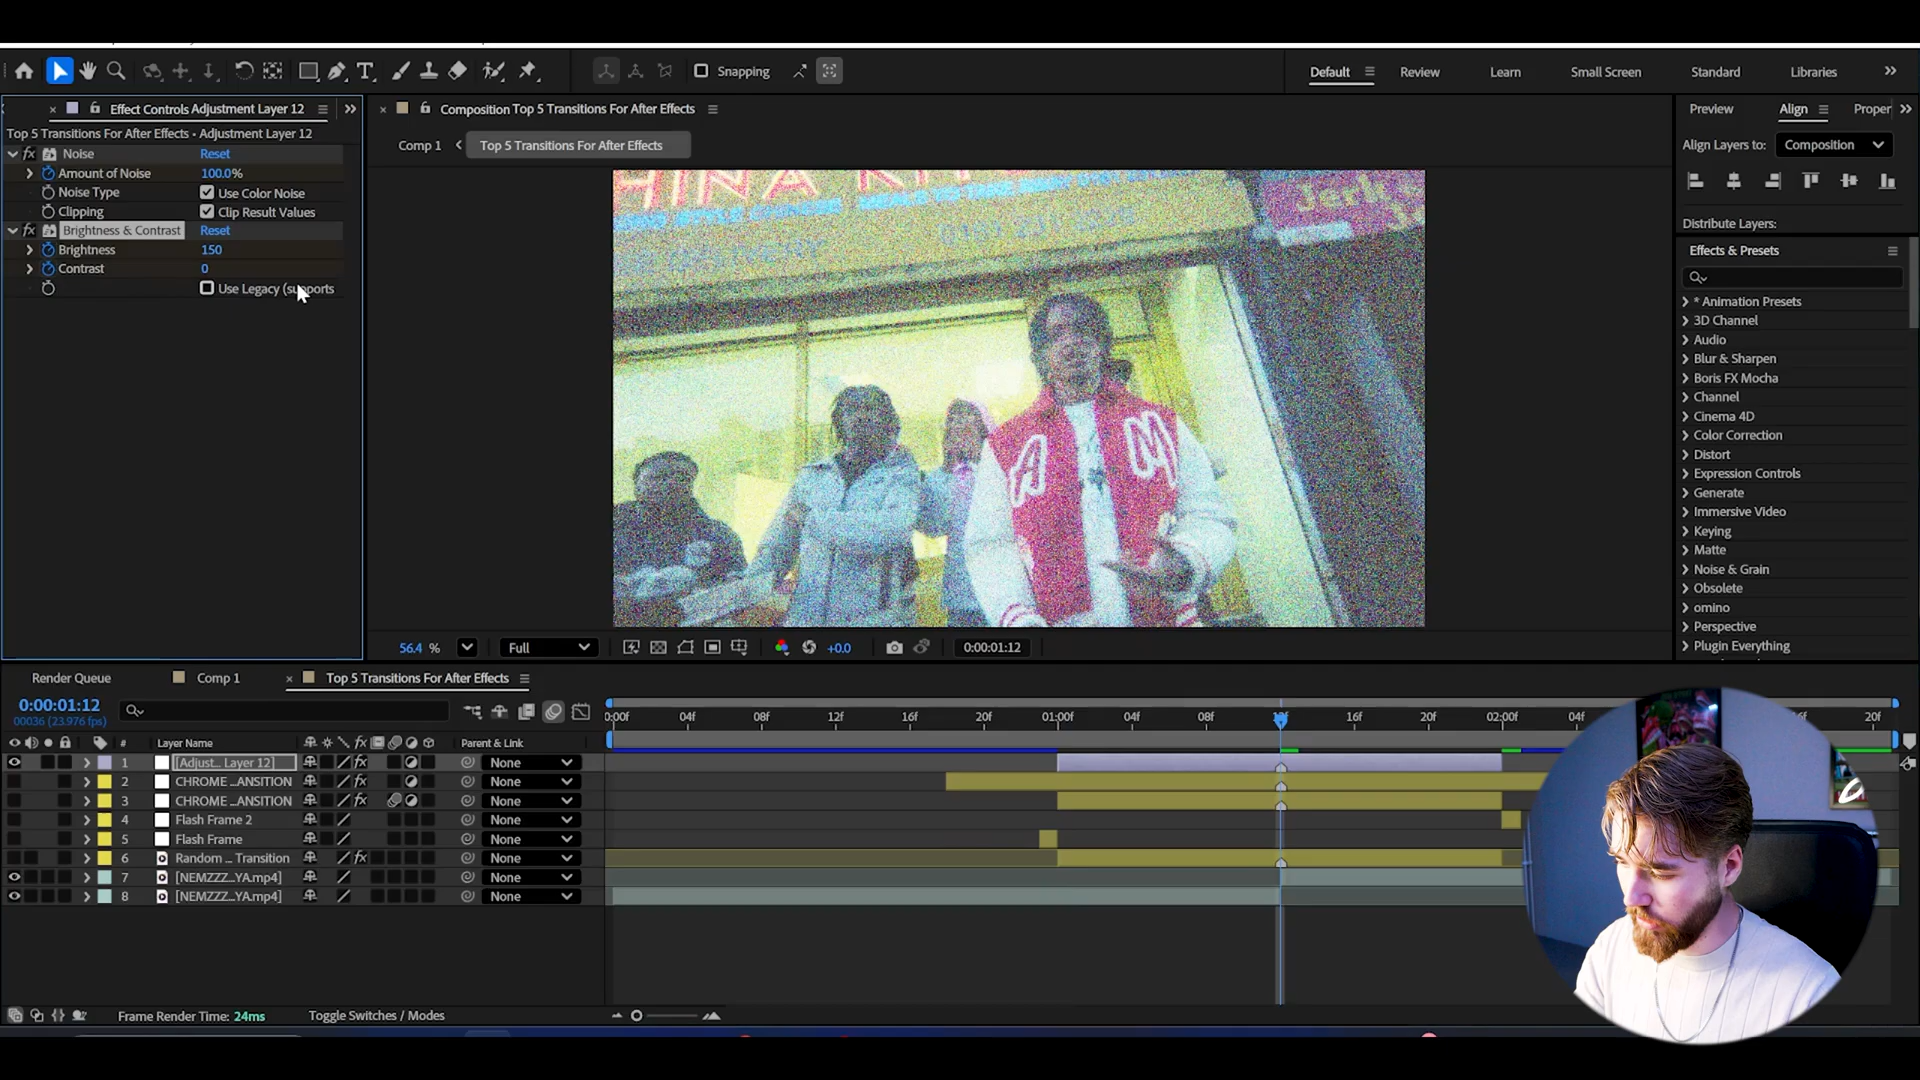 Snapping
Default
Review
Learn
Small Screen
Standard
Libraries
Effect Controls Adjustment Layer 12
Top 5 Transitions For After Effects • Adjustment Layer 12
Noise
Reset
Amount of Noise
100.0%
Noise Type
Use Color Noise
Clipping
Clip Result Values
Brightness & Contrast
Reset
Brightness
150
Contrast
0
Use Legacy (supports
Composition Top 5 Transitions For After Effects
Comp 1
Top 5 Transitions For After Effects
A M
Jerk
56.4 %
Full
+0.0
0:00:01:12
Preview
Align
Proper
Align Layers to:
Composition
Distribute Layers:
Effects & Presets
* Animation Presets
3D Channel
Audio
Blur & Sharpen
Boris FX Mocha
Channel
Cinema 4D
Color Correction
Distort
Expression Controls
Generate
Immersive Video
Keying
Matte
Noise & Grain
Obsolete
omino
Perspective
Plugin Everything
Render Queue
Comp 1
Top 5 Transitions For After Effects
0:00:01:12
00036 (23.976 fps)
0:00f 04f 08f 12f 16f 20f 01:00f 04f 08f 12f 16f 20f 02:00f 04f 20f
# Layer Name
Parent & Link
1 [Adjust... Layer 12] None
2 CHROME ...ANSITION None
3 CHROME ...ANSITION None
4 Flash Frame 2 None
5 Flash Frame None
6 Random ... Transition None
7 [NEMZZZ...YA.mp4] None
8 [NEMZZZ...YA.mp4] None
Frame Render Time: 24ms
Toggle Switches / Modes